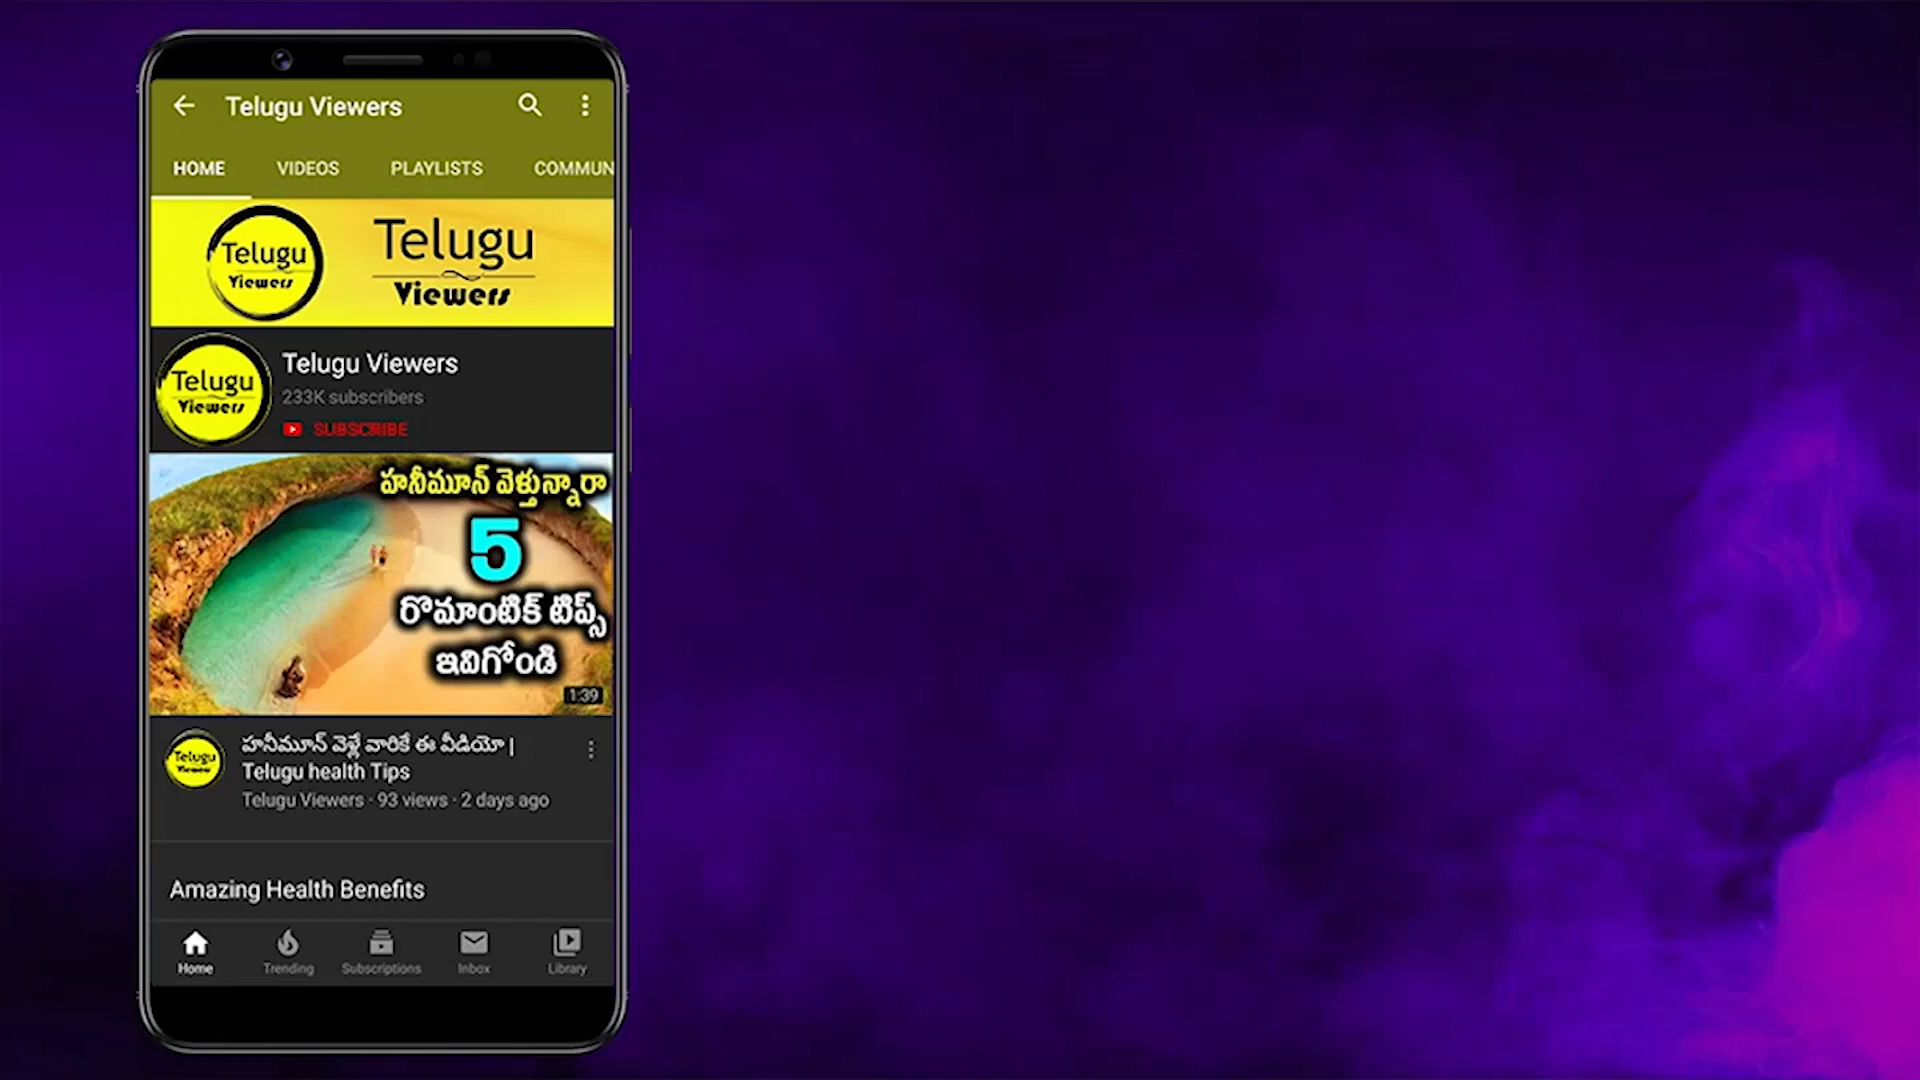 Telugu Viewers
HOME VIDEOS PLAYLISTS COMMUN
Telugu
Viewers
Telugu
Viewers
Telugu
Viewers
Telugu Viewers
233K subscribers
SUBSCRIBE
హనీమూన్ వెళ్తున్నారా
5
రొమాంటిక్ టిప్స్
ఇవిగోండి
1:39
Telugu
Viewers
హనీమూన్ వెళ్లే వారికే ఈ వీడియో |
Telugu health Tips
Telugu Viewers · 93 views · 2 days ago
Amazing Health Benefits
Home Trending Subscriptions Inbox Library